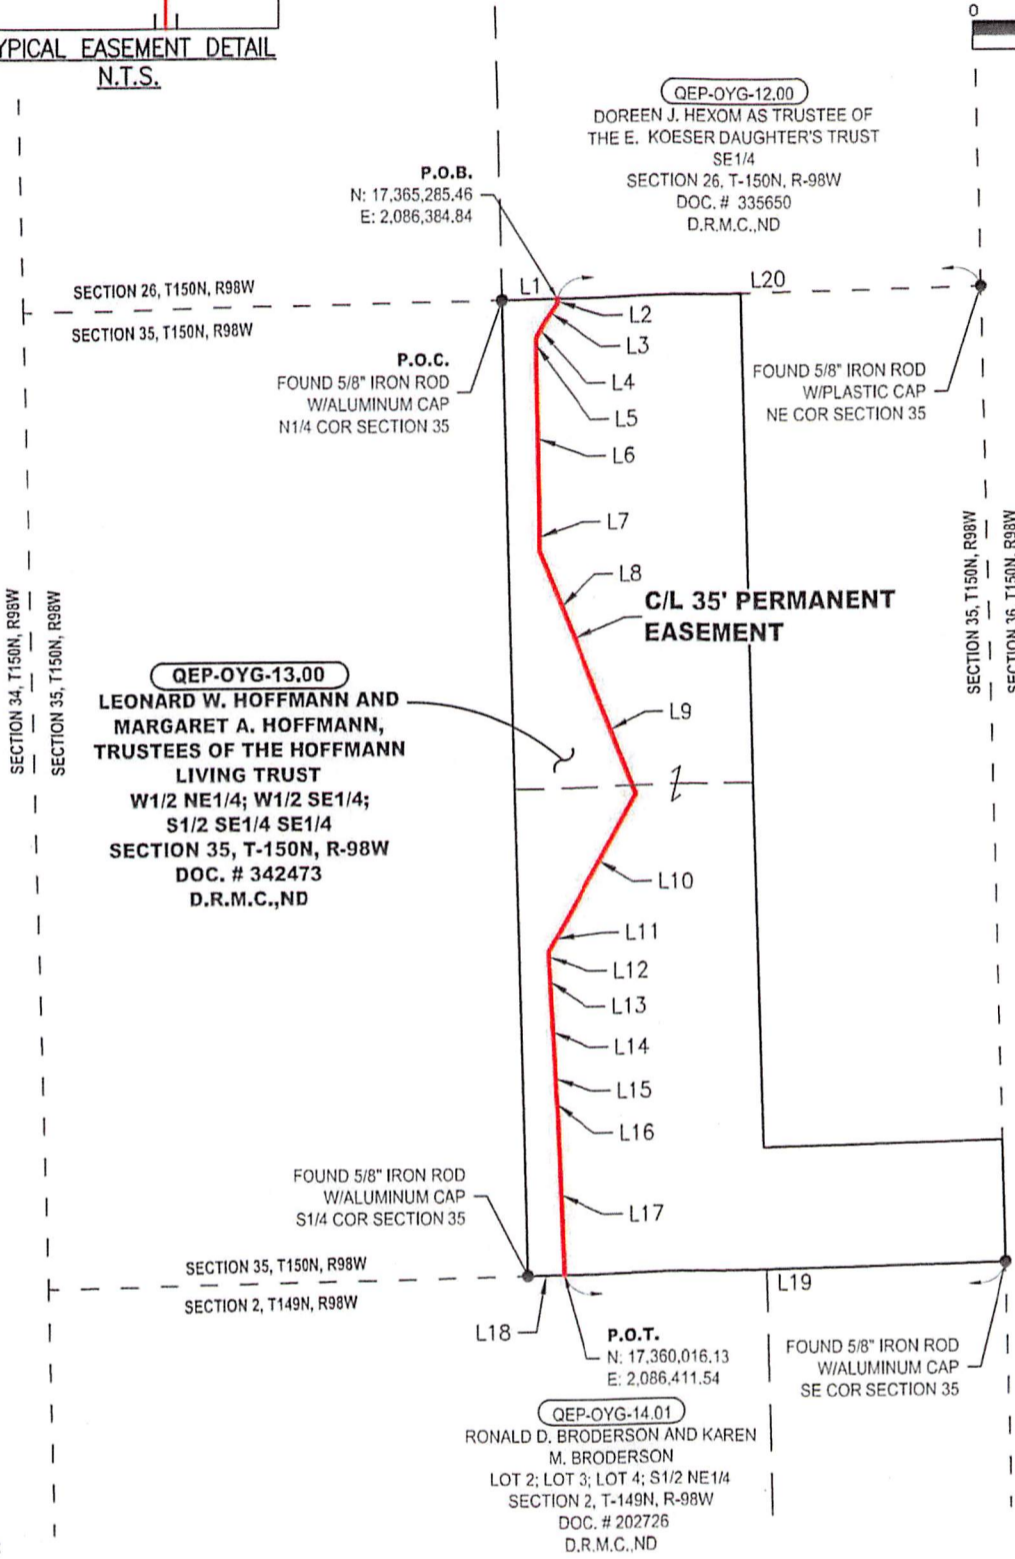 YPICAL EASEMENT DETAIL
N.T.S.
0
QEP-OYG-12.00
DOREEN J. HEXOM AS TRUSTEE OF
THE E. KOESER DAUGHTER'S TRUST
SE1/4
SECTION 26, T-150N, R-98W
DOC. # 335650
D.R.M.C.,ND
P.O.B.
N: 17,365,285.46
E: 2,086,384.84
SECTION 26, T150N, R98W
SECTION 35, T150N, R98W
L1
L20
L2
L3
L4
L5
L6
L7
L8
P.O.C.
FOUND 5/8" IRON ROD
W/ALUMINUM CAP
N1/4 COR SECTION 35
FOUND 5/8" IRON ROD
W/PLASTIC CAP
NE COR SECTION 35
C/L 35' PERMANENT
EASEMENT
SECTION 34, T150N, R98W
SECTION 35, T150N, R98W
SECTION 35, T150N, R98W
SECTION 36, T150N, R98W
QEP-OYG-13.00
LEONARD W. HOFFMANN AND
MARGARET A. HOFFMANN,
TRUSTEES OF THE HOFFMANN
LIVING TRUST
W1/2 NE1/4; W1/2 SE1/4;
S1/2 SE1/4 SE1/4
SECTION 35, T-150N, R-98W
DOC. # 342473
D.R.M.C.,ND
L9
L10
L11
L12
L13
L14
L15
L16
L17
FOUND 5/8" IRON ROD
W/ALUMINUM CAP
S1/4 COR SECTION 35
SECTION 35, T150N, R98W
SECTION 2, T149N, R98W
L18
L19
P.O.T.
N: 17,360,016.13
E: 2,086,411.54
FOUND 5/8" IRON ROD
W/ALUMINUM CAP
SE COR SECTION 35
QEP-OYG-14.01
RONALD D. BRODERSON AND KAREN
M. BRODERSON
LOT 2; LOT 3; LOT 4; S1/2 NE1/4
SECTION 2, T-149N, R-98W
DOC. # 202726
D.R.M.C.,ND